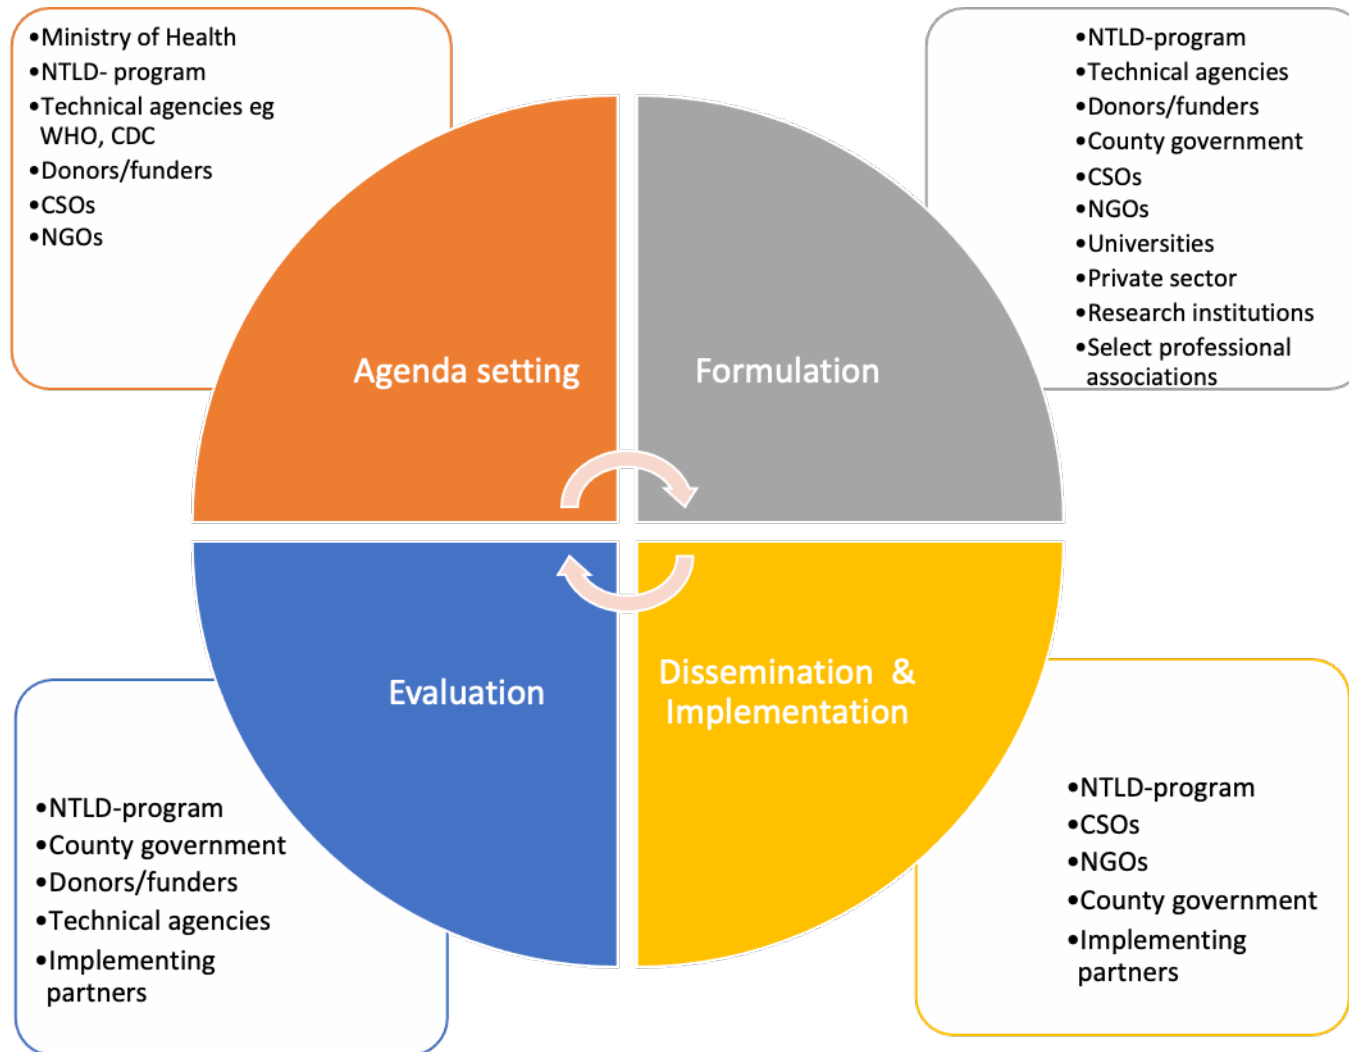 •Ministry of Health
•NTLD- program
•Technical agencies eg
WHO, CDC
•Donors/funders
•CSOs
•NGOs
•NTLD-program
•Technical agencies
•Donors/funders
•County government
•CSOs
•NGOs
•Universities
•Private sector
•Research institutions
•Select professional
associations
Agenda setting
Formulation
Evaluation
Dissemination &
Implementation
•NTLD-program
•County government
•Donors/funders
•Technical agencies
•Implementing
partners
•NTLD-program
•CSOs
•NGOs
•County government
•Implementing
partners